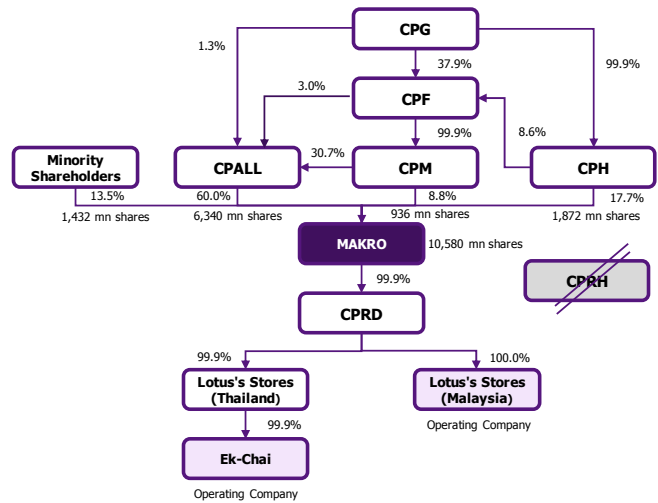 CPG
1.3%
37.9%
99.9%
3.0%
CPF
8.6%
99.9%
Minority
Shareholders
CPALL
30.7%
CPM
CPH
13.5%
60.0%
8.8%
17.7%
1,432 mn shares
6,340 mn shares
936 mn shares
1,872 mn shares
MAKRO
10,580 mn shares
99.9%
CPRH
CPRD
99.9%
100.0%
Lotus's Stores
(Thailand)
Lotus's Stores
(Malaysia)
99.9%
Operating Company
Ek-Chai
Operating Company